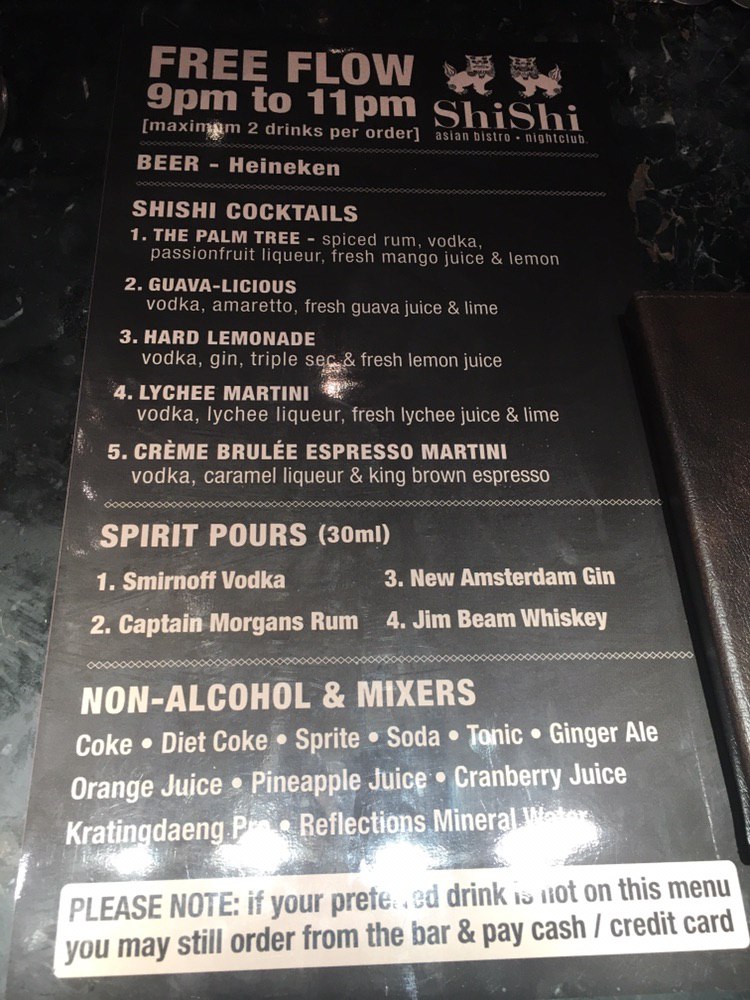 FREE FLOW
9pm to 11pm
[maximum 2 drinks per order]
ShiShi
asian bistro • nightclub
BEER - Heineken
SHISHI COCKTAILS
1. THE PALM TREE - spiced rum, vodka,
passionfruit liqueur, fresh mango juice & lemon
2. GUAVA-LICIOUS
vodka, amaretto, fresh guava juice & lime
3. HARD LEMONADE
vodka, gin, triple sec & fresh lemon juice
4. LYCHEE MARTINI
vodka, lychee liqueur, fresh lychee juice & lime
5. CRÈME BRULÉE ESPRESSO MARTINI
vodka, caramel liqueur & king brown espresso
SPIRIT POURS (30ml)
1. Smirnoff Vodka
3. New Amsterdam Gin
2. Captain Morgans Rum
4. Jim Beam Whiskey
NON-ALCOHOL & MIXERS
Coke • Diet Coke • Sprite • Soda • Tonic • Ginger Ale
Orange Juice • Pineapple Juice • Cranberry Juice
Kratingdaeng • Reflections Mineral Water
PLEASE NOTE: if your preferred drink is not on this menu
you may still order from the bar & pay cash / credit card